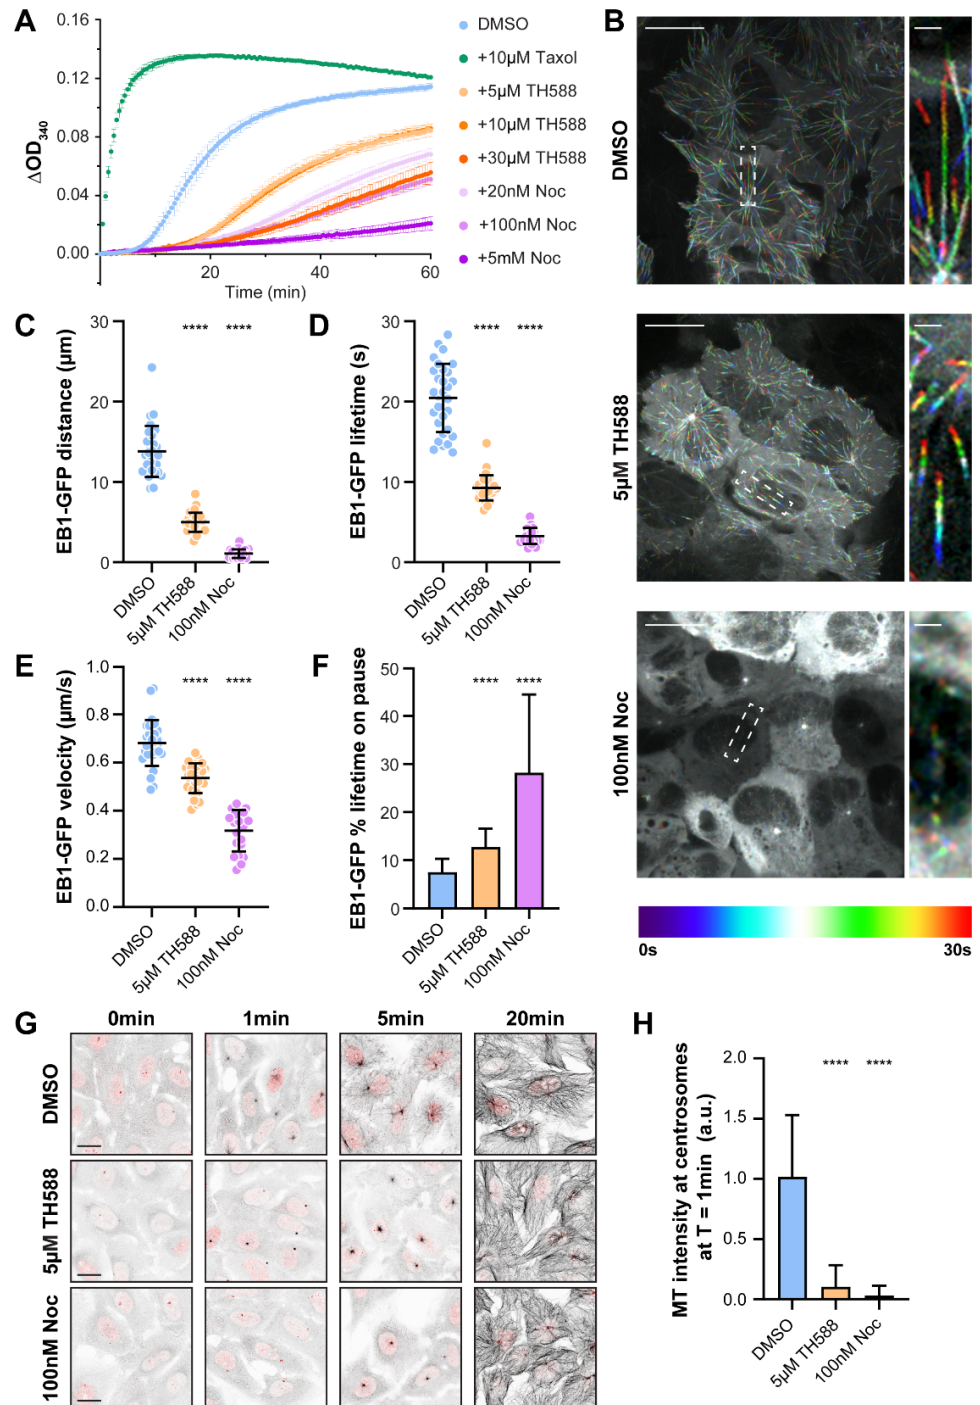 A
0.16
0.12
0.08
0.04
0.00
ΔOD340
20
40
60
Time (min)
DMSO
+10µM Taxol
+5µM TH588
+10µM TH588
+30µM TH588
+20nM Noc
+100nM Noc
+5mM Noc
B
DMSO
5µM TH588
100nM Noc
0s
30s
C
30
20
10
0
EB1-GFP distance (µm)
****
****
DMSO
5µM TH588
100nM Noc
D
30
20
10
0
EB1-GFP lifetime (s)
****
****
DMSO
5µM TH588
100nM Noc
E
1.0
0.8
0.6
0.4
0.2
0.0
EB1-GFP velocity (µm/s)
****
****
DMSO
5µM TH588
100nM Noc
F
50
40
30
20
10
0
EB1-GFP % lifetime on pause
****
****
DMSO
5µM TH588
100nM Noc
G
0min
1min
5min
20min
DMSO
5µM TH588
100nM Noc
H
2.0
1.5
1.0
0.5
0.0
MT intensity at centrosomes
at T = 1min (a.u.)
****
****
DMSO
5µM TH588
100nM Noc